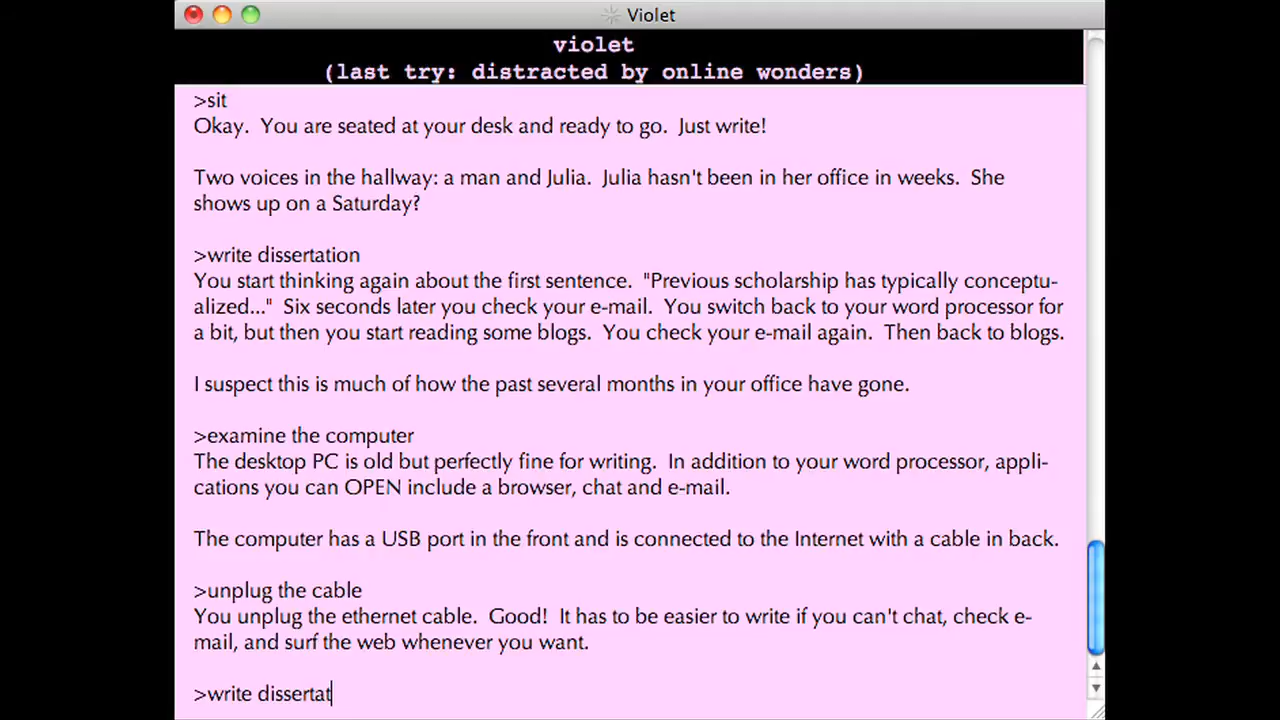 Violet
violet
(last try: distracted by online wonders)
>sit
Okay.  You are seated at your desk and ready to go.  Just write!
Two voices in the hallway: a man and Julia.  Julia hasn't been in her office in weeks.  She
shows up on a Saturday?
>write dissertation
You start thinking again about the first sentence.  "Previous scholarship has typically conceptu-
alized..."  Six seconds later you check your e-mail.  You switch back to your word processor for
a bit, but then you start reading some blogs.  You check your e-mail again.  Then back to blogs.
I suspect this is much of how the past several months in your office have gone.
>examine the computer
The desktop PC is old but perfectly fine for writing.  In addition to your word processor, appli-
cations you can OPEN include a browser, chat and e-mail.
The computer has a USB port in the front and is connected to the Internet with a cable in back.
>unplug the cable
You unplug the ethernet cable.  Good!  It has to be easier to write if you can't chat, check e-
mail, and surf the web whenever you want.
>write dissertat